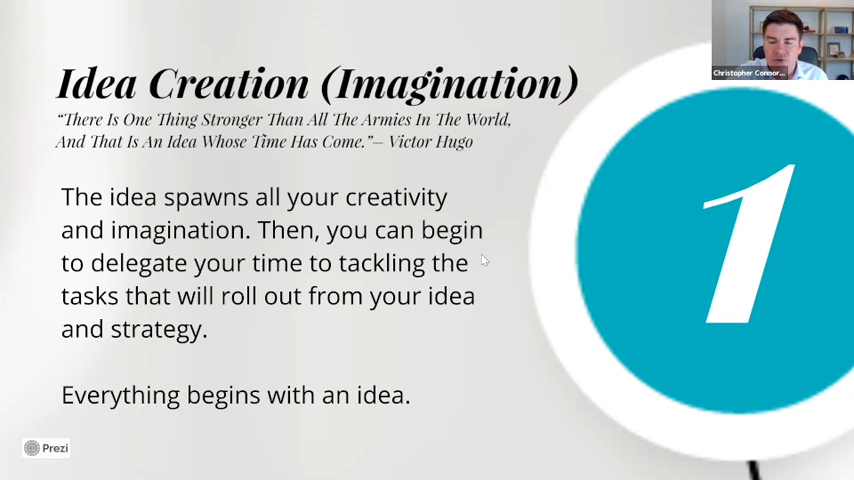 Idea Creation (Imagination)
“There Is One Thing Stronger Than All The Armies In The World,
And That Is An Idea Whose Time Has Come.”– Victor Hugo
The idea spawns all your creativity
and imagination. Then, you can begin
to delegate your time to tackling the
tasks that will roll out from your idea
and strategy.
Everything begins with an idea.
1
Christopher Connor...
Prezi